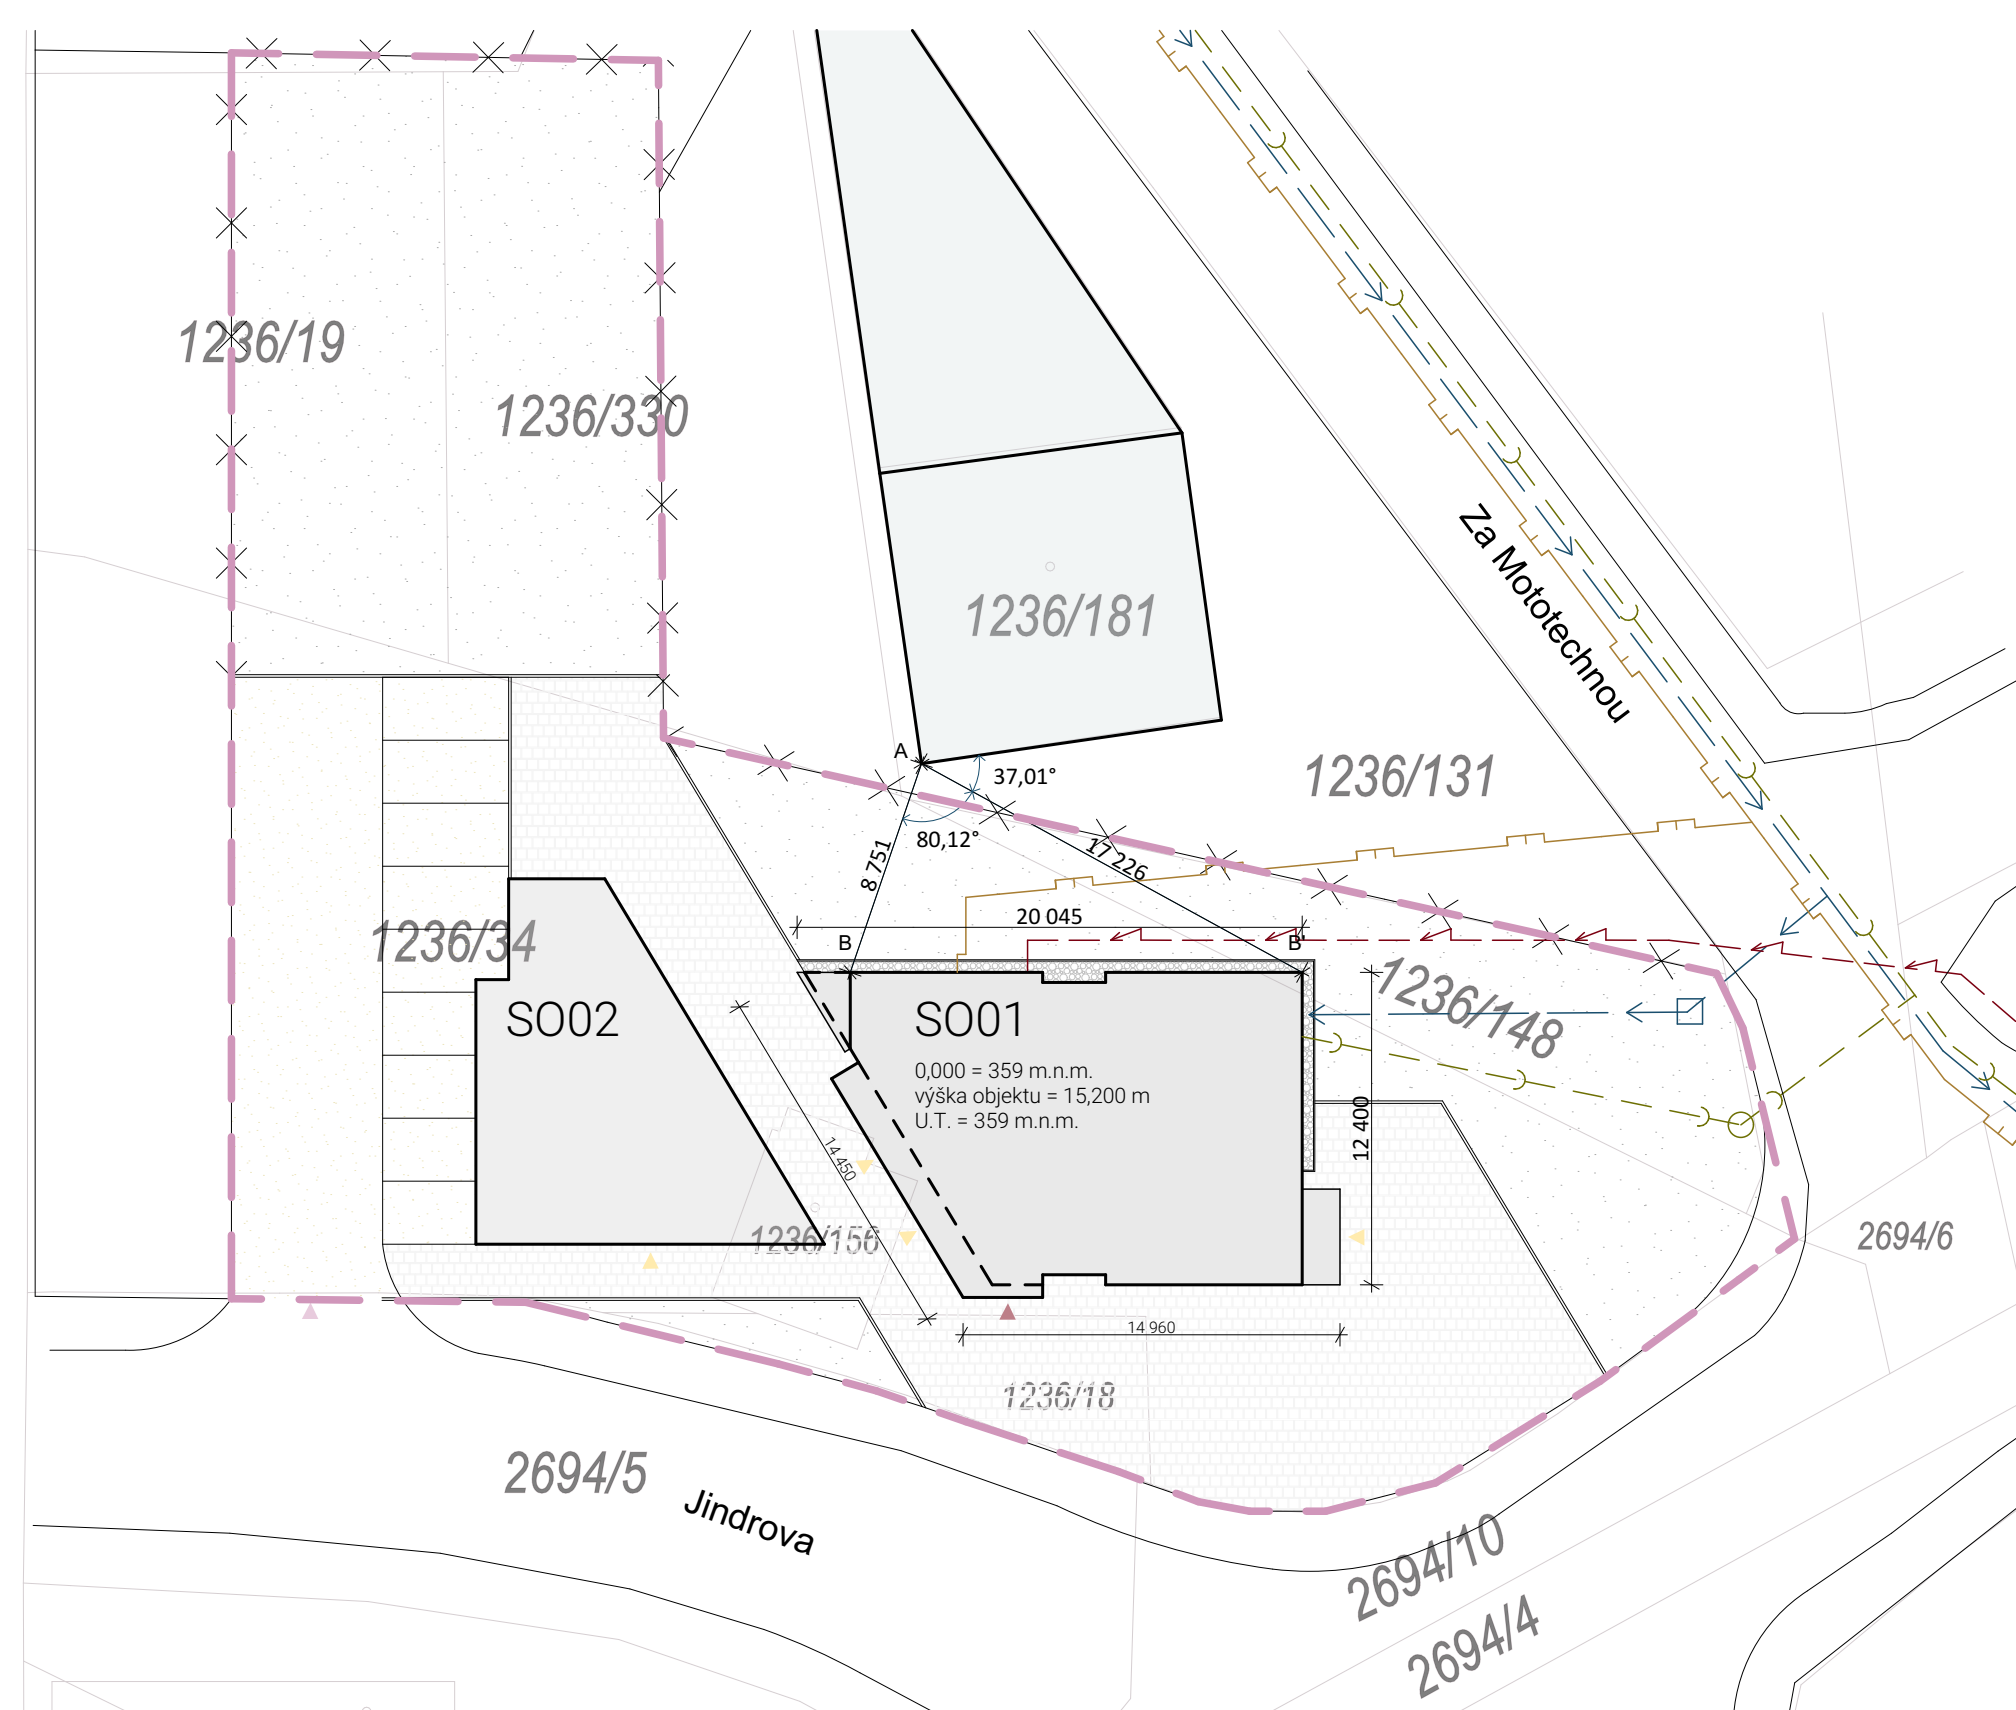 1236/19
1236/330
Za Mototechnou
1236/181
A
37,01°
1236/131
80,12°
8 751
17 226
20 045
B
B'
1236/34
1236/148
SO02
SO01
0,000 = 359 m.n.m.
výška objektu = 15,200 m
U.T. = 359 m.n.m.
12 400
14 450
1236/156
2694/6
14 960
1236/18
2694/5
Jindrova
2694/10
2694/4